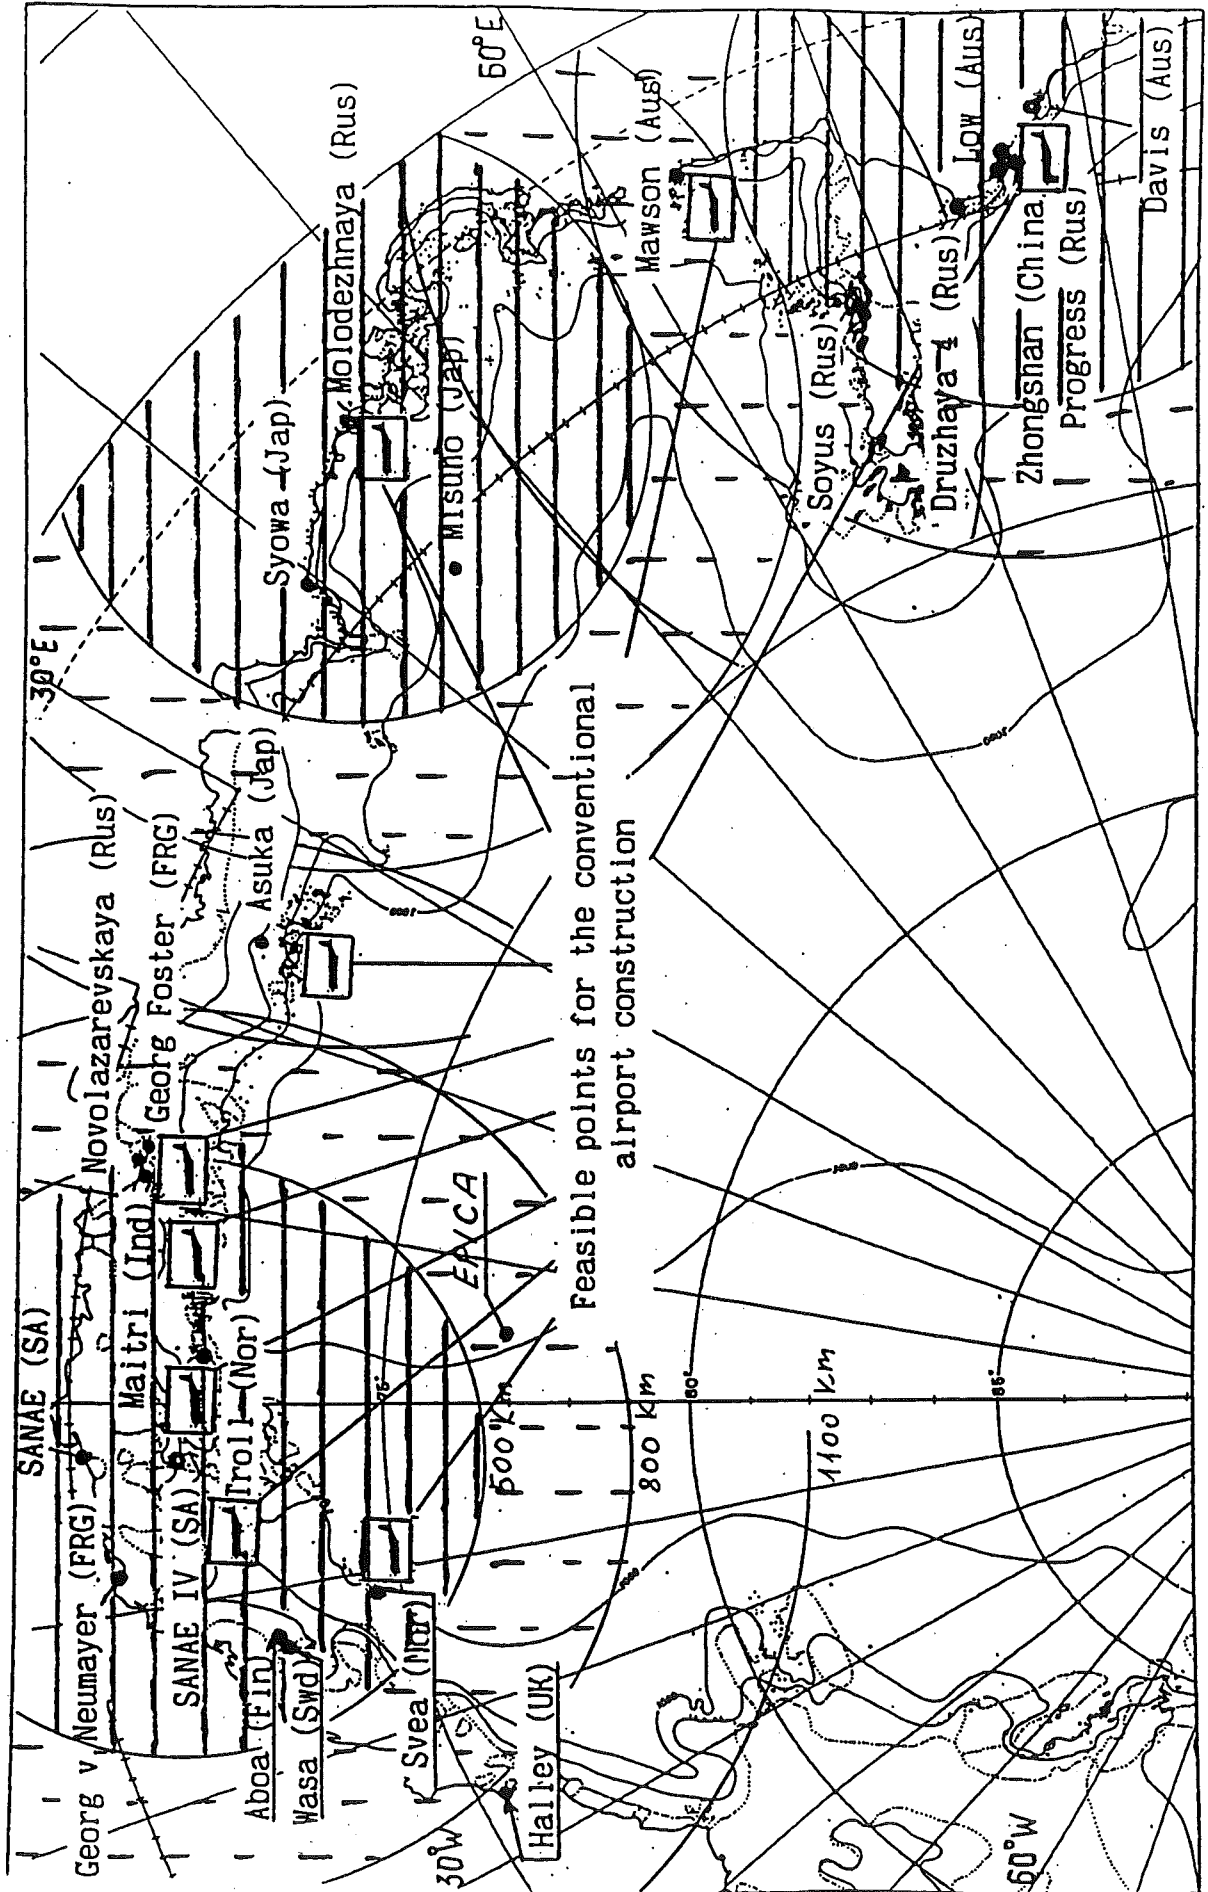 SANAE (SA)
Georg v Neumayer (FRG)
Novolazarevskaya (Rus)
Georg Foster (FRG)
Maitri (Ind)
SANAE IV (SA)
Troll (Nor)
Aboa (Fin)
Wasa (Swd)
Svea (Nor)
Halley (UK)
Asuka (Jap)
Syowa (Jap)
Molodezhnaya (Rus)
Misuho (Jap)
Mawson (Aus)
Soyus (Rus)
Druzhaya 4 (Rus)
Low (Aus)
Zhongshan (China)
Progress (Rus)
Davis (Aus)
EPICA
Feasible points for the conventional
airport construction
30°E
60°E
30°W
60°W
75°
80°
85°
500 km
800 km
1100 km
1000
3000